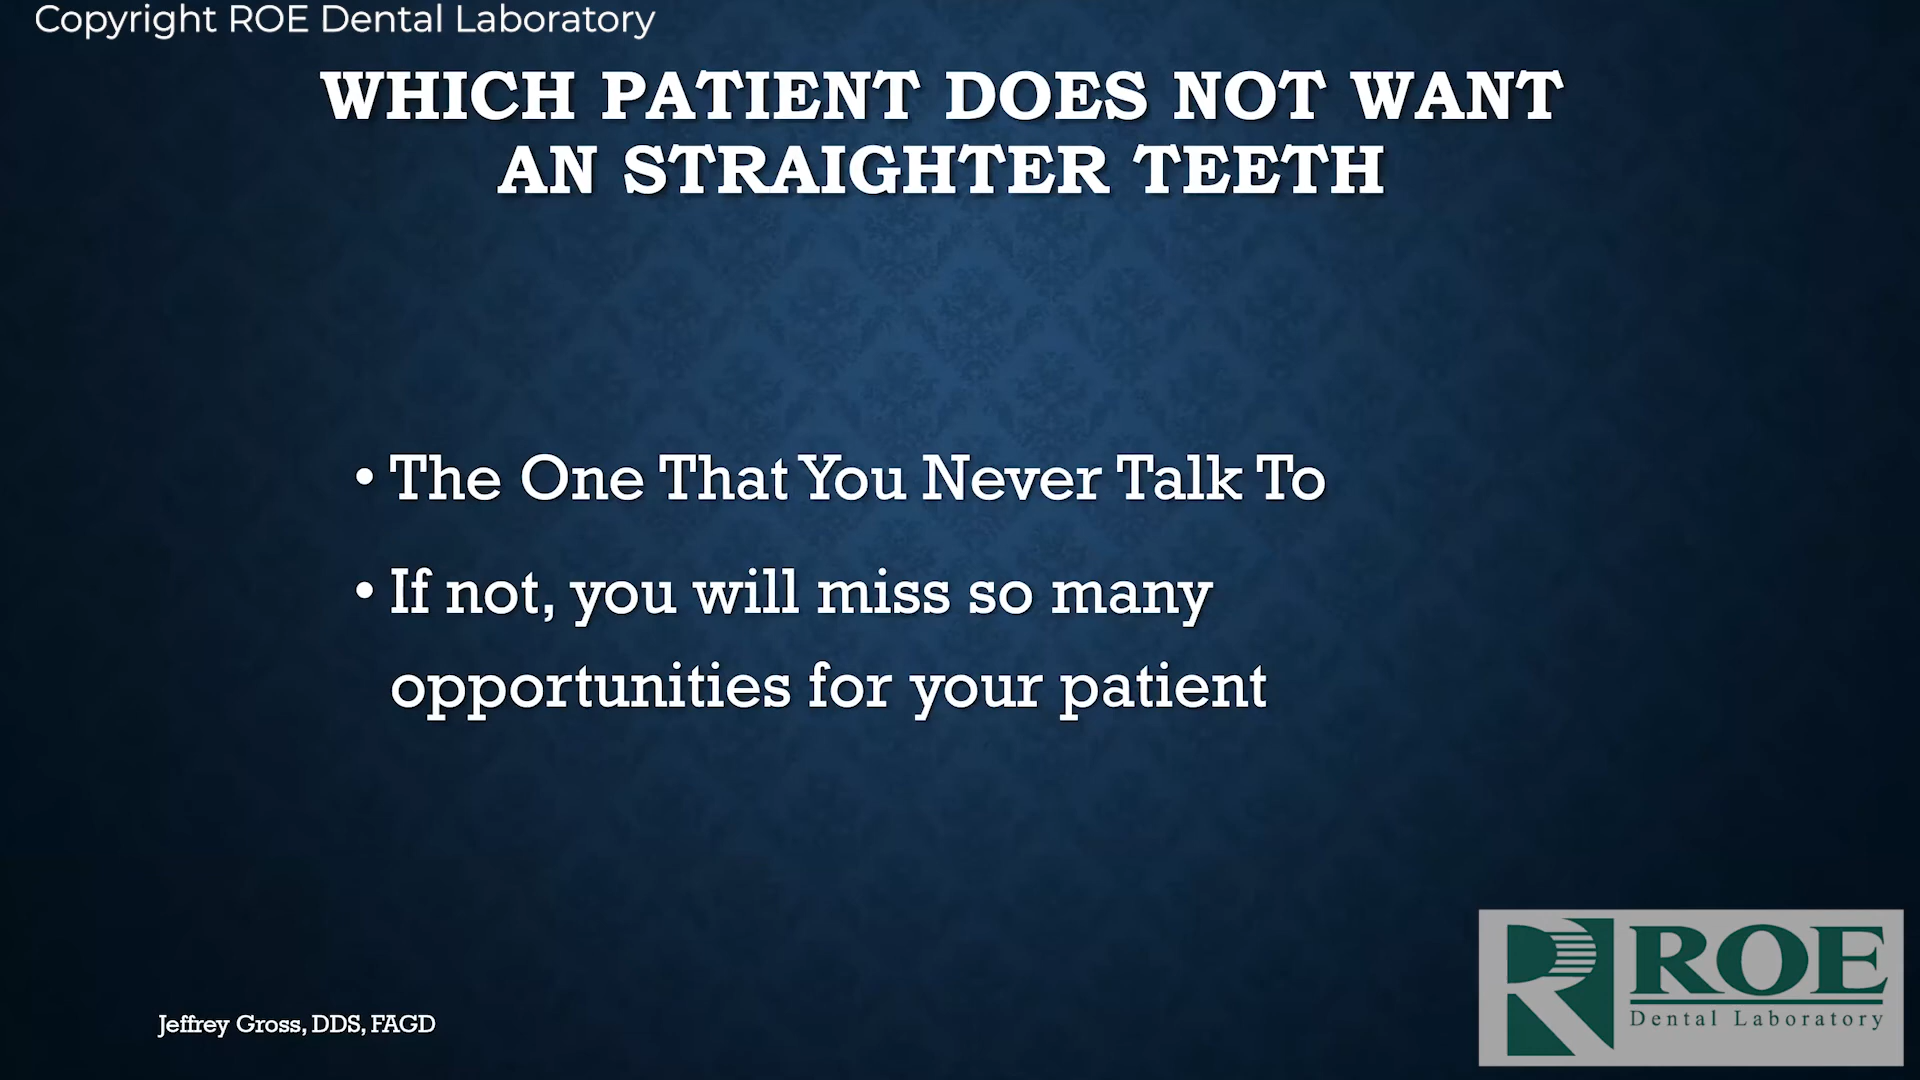 Copyright ROE Dental Laboratory
WHICH PATIENT DOES NOT WANT
AN STRAIGHTER TEETH
• The One That You Never Talk To
• If not, you will miss so many
opportunities for your patient
Jeffrey Gross, DDS, FAGD
ROE
Dental Laboratory